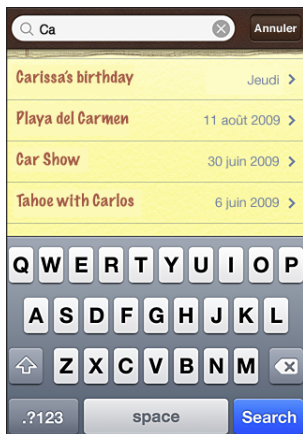 Ca Annuler
Carissa's birthday Jeudi
Playa del Carmen 11 août 2009
Car Show 30 juin 2009
Tahoe with Carlos 6 juin 2009
Q W E R T Y U I O P
A S D F G H J K L
Z X C V B N M
.?123 space Search